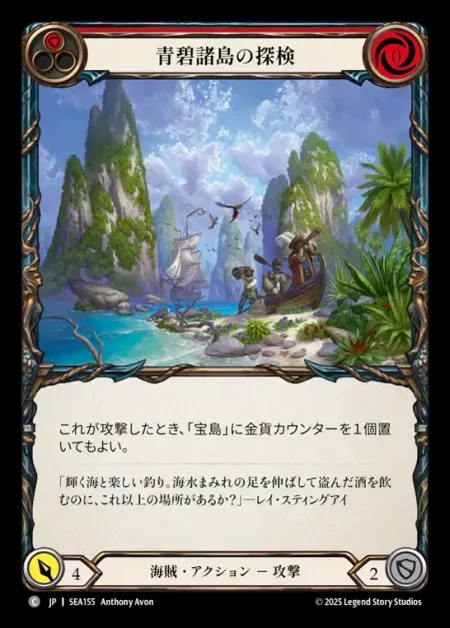 青碧諸島の探検
0
これが攻撃したとき、「宝島」に金貨カウンターを1個置
いてもよい。
「輝く海と楽しい釣り。海水まみれの足を伸ばして盗んだ酒を飲
むのに、これ以上の場所があるか?」―レイ・スティングアイ
4
海賊・アクション − 攻撃
2
C JP | SEA155 Anthony Avon
© 2025 Legend Story Studios